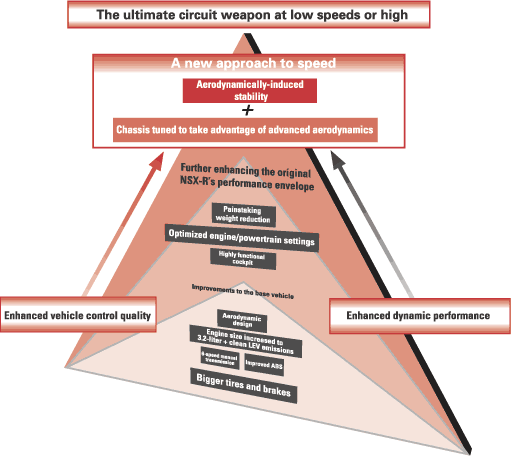 The ultimate circuit weapon at low speeds or high
A new approach to speed
Aerodynamically-induced
stability
+
Chassis tuned to take advantage of advanced aerodynamics
Further enhancing the original
NSX-R's performance envelope
Painstaking
weight reduction
Optimized engine/powertrain settings
Highly functional
cockpit
Enhanced vehicle control quality
Enhanced dynamic performance
Improvements to the base vehicle
Aerodynamic
design
Engine size increased to
3.2-liter + clean LEV emissions
6-speed manual
transmission
Improved ABS
Bigger tires and brakes